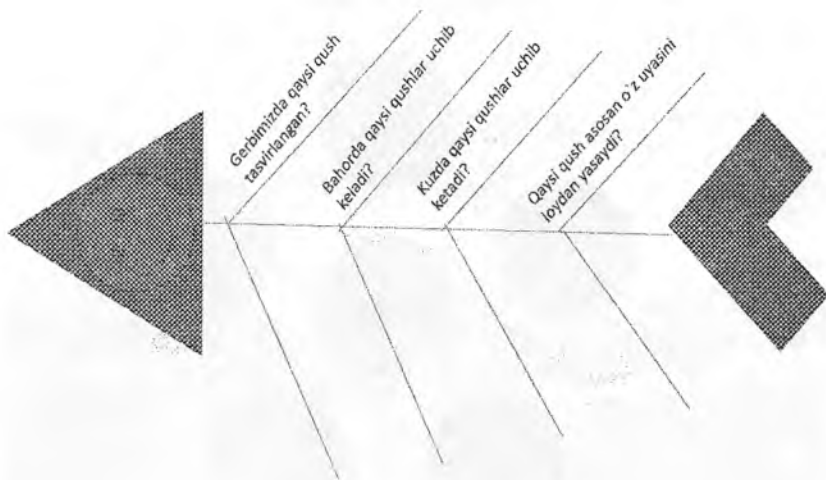 Gerbimizda qaysi qush
tasvirlangan?
Bahorda qaysi qushlar uchib
keladi?
Kuzda qaysi qushlar uchib
ketadi?
Qaysi qush asosan o`z uyasini
loydan yasaydi?